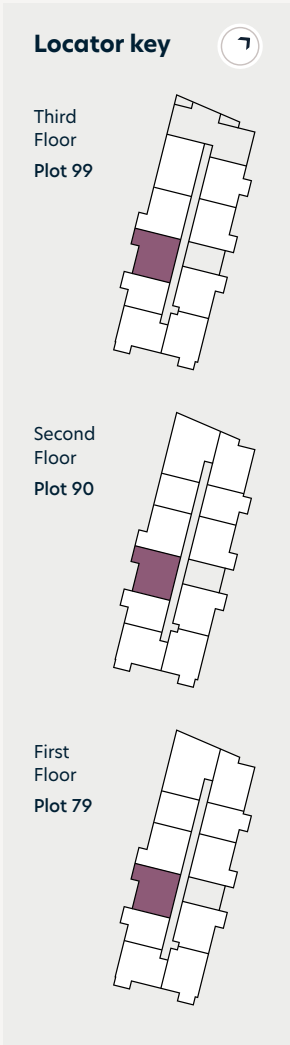 Locator key
Third
Floor
Plot 99
Second
Floor
Plot 90
First
Floor
Plot 79